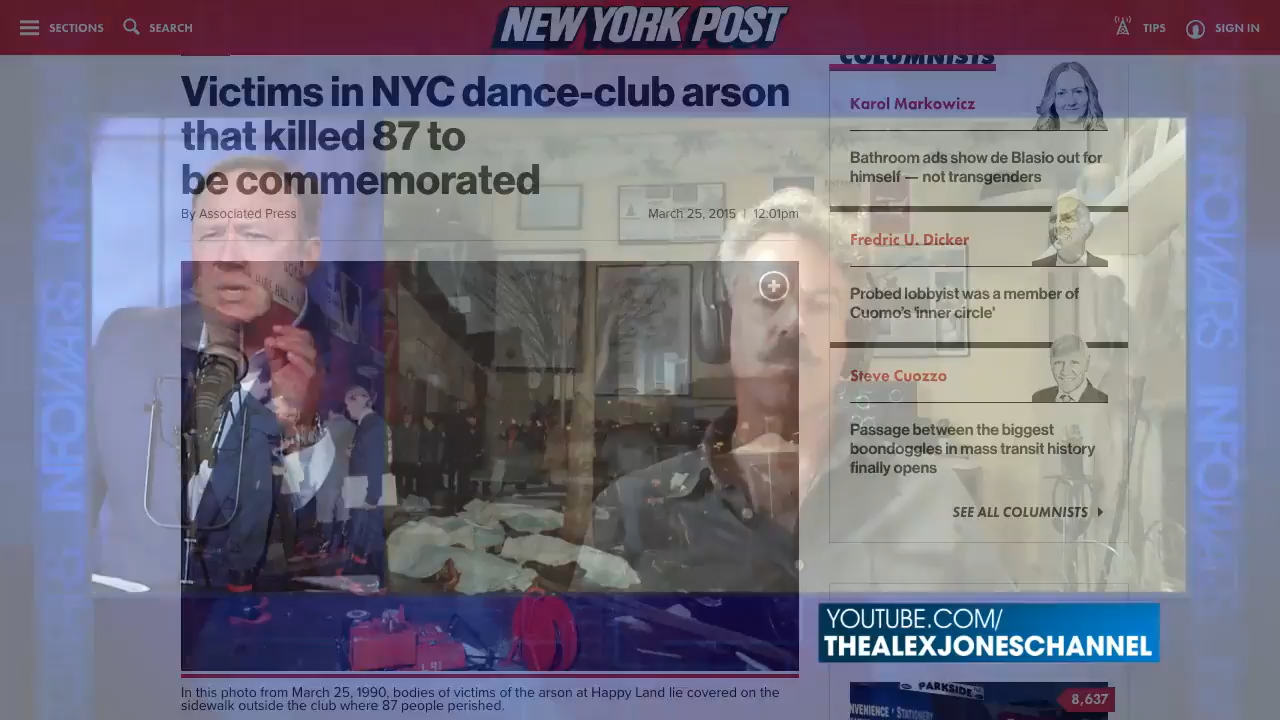 SECTIONS
SEARCH
NEW YORK POST
TIPS
SIGN IN
Victims in NYC dance-club arson
that killed 87 to
be commemorated
By Associated Press
March 25, 2015 | 12:01pm
COLUMNISTS
Karol Markowicz
Bathroom ads show de Blasio out for
himself — not transgenders
Fredric U. Dicker
Probed lobbyist was a member of
Cuomo's 'inner circle'
Steve Cuozzo
Passage between the biggest
boondoggles in mass transit history
finally opens
SEE ALL COLUMNISTS
INFOWARS
INFOWARS
YOUTUBE.COM/
THEALEXJONESCHANNEL
PARKSIDE
8,637
In this from March 25, 1990, bodies of victims of the arson at Happy Land lie covered on the
sidewalk outside the club where 87 people perished.